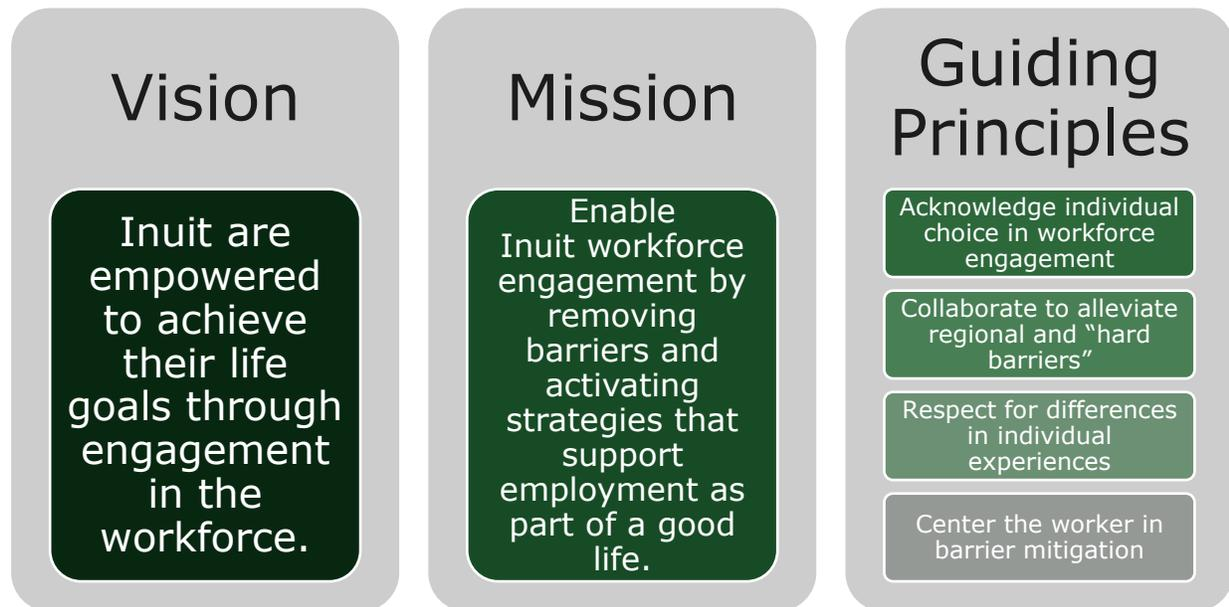 Vision
Inuit are
empowered
to achieve
their life
goals through
engagement
in the
workforce.
Mission
Enable
Inuit workforce
engagement by
removing
barriers and
activating
strategies that
support
employment as
part of a good
life.
Guiding
Principles
Acknowledge individual
choice in workforce
engagement
Collaborate to alleviate
regional and “hard
barriers”
Respect for differences
in individual
experiences
Center the worker in
barrier mitigation